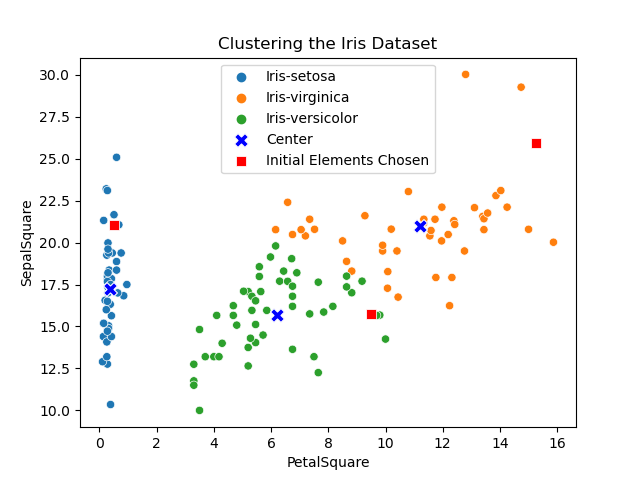 Clustering the Iris Dataset
Iris-setosa
Iris-virginica
Iris-versicolor
Center
Initial Elements Chosen
SepalSquare
30.0
27.5
25.0
22.5
20.0
17.5
15.0
12.5
10.0
0 2 4 6 8 10 12 14 16
PetalSquare